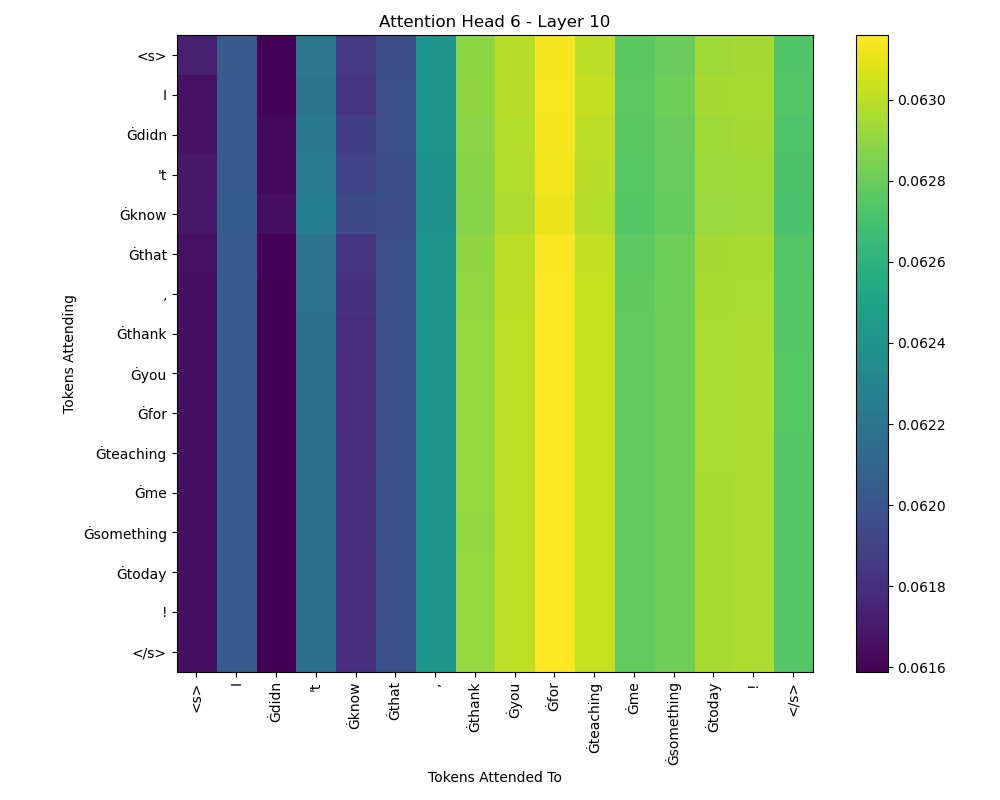 Attention Head 6 - Layer 10
Tokens Attending
<s>
I
Ġdidn
't
Ġknow
Ġthat
,
Ġthank
Ġyou
Ġfor
Ġteaching
Ġme
Ġsomething
Ġtoday
!
</s>
<s>
I
Ġdidn
't
Ġknow
Ġthat
,
Ġthank
Ġyou
Ġfor
Ġteaching
Ġme
Ġsomething
Ġtoday
!
</s>
Tokens Attended To
0.0630
0.0628
0.0626
0.0624
0.0622
0.0620
0.0618
0.0616